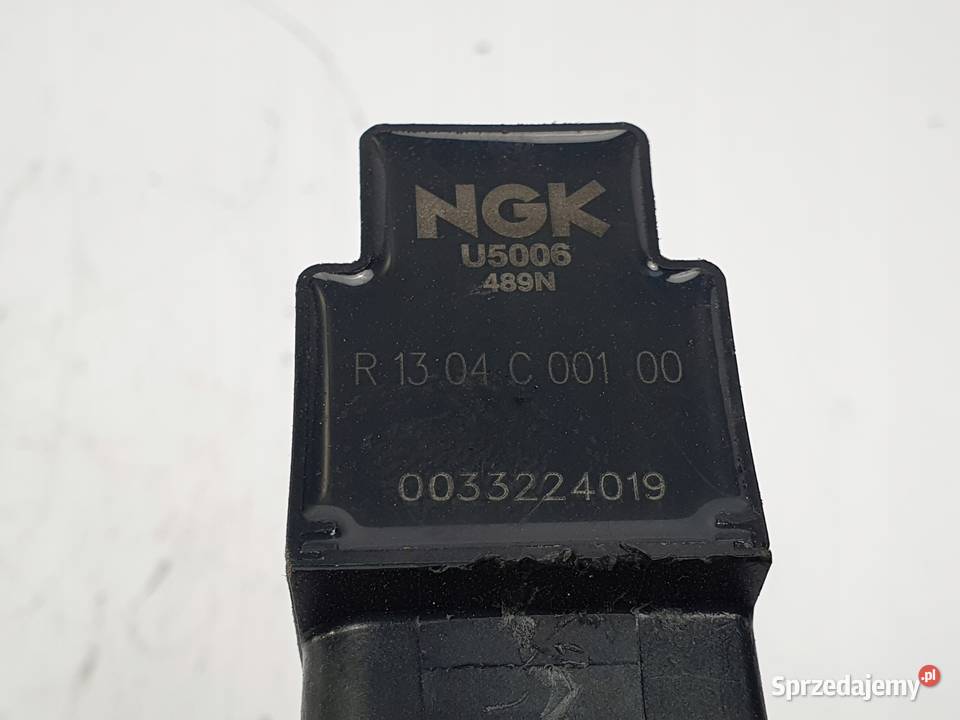 NGK
U5006
489N
R 13 04 C 001 00
0033224019
Sprzedajemy.pl